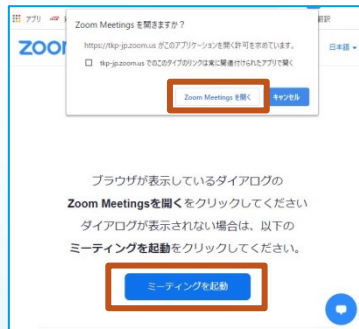 アプリ
Zoom Meetings を開きますか？
https://tkp-jp.zoom.us がこのアプリケーションを開く許可を求めています。
tkp-jp.zoom.us でのこのタイプのリンクは常に関連付けられたアプリで開く
Zoom Meetings を開く
キャンセル
翻訳
ZOO
日本語
ブラウザが表示しているダイアログの
Zoom Meetingsを開くをクリックしてください
ダイアログが表示されない場合は、以下の
ミーティングを起動をクリックしてください。
ミーティングを起動